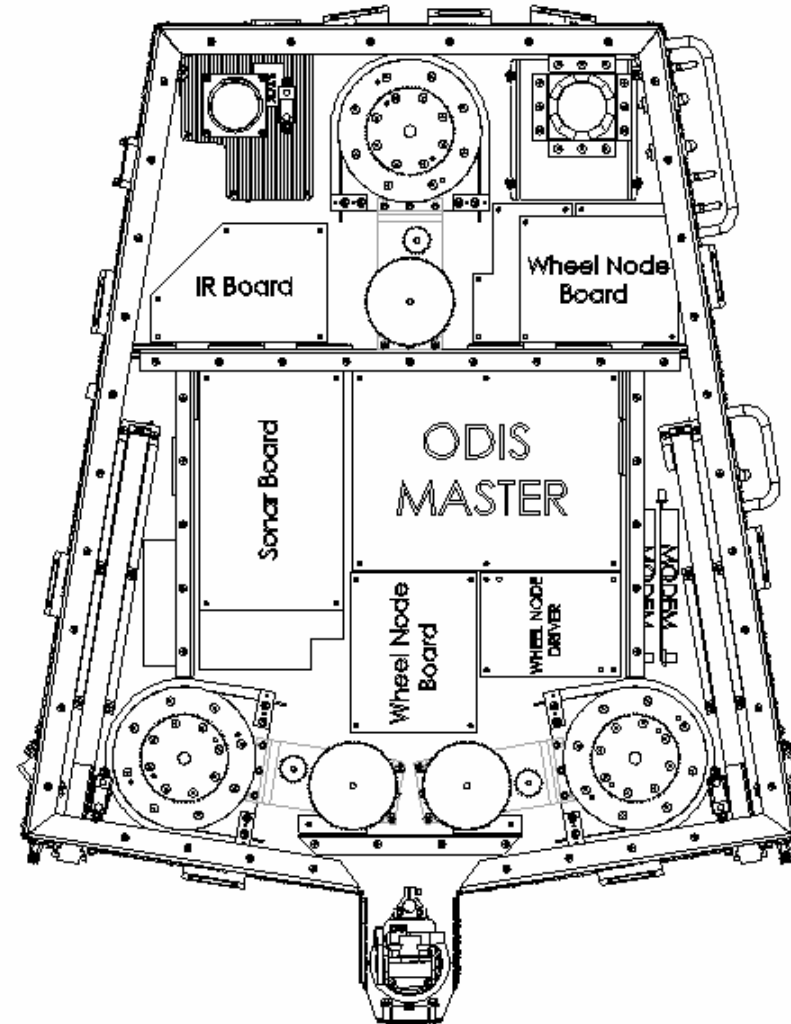 IR Board
Wheel Node
Board
Sonar Board
ODIS
MASTER
Wheel Node
Board
WHEEL NODE
DRIVER
MODEM
MODEM